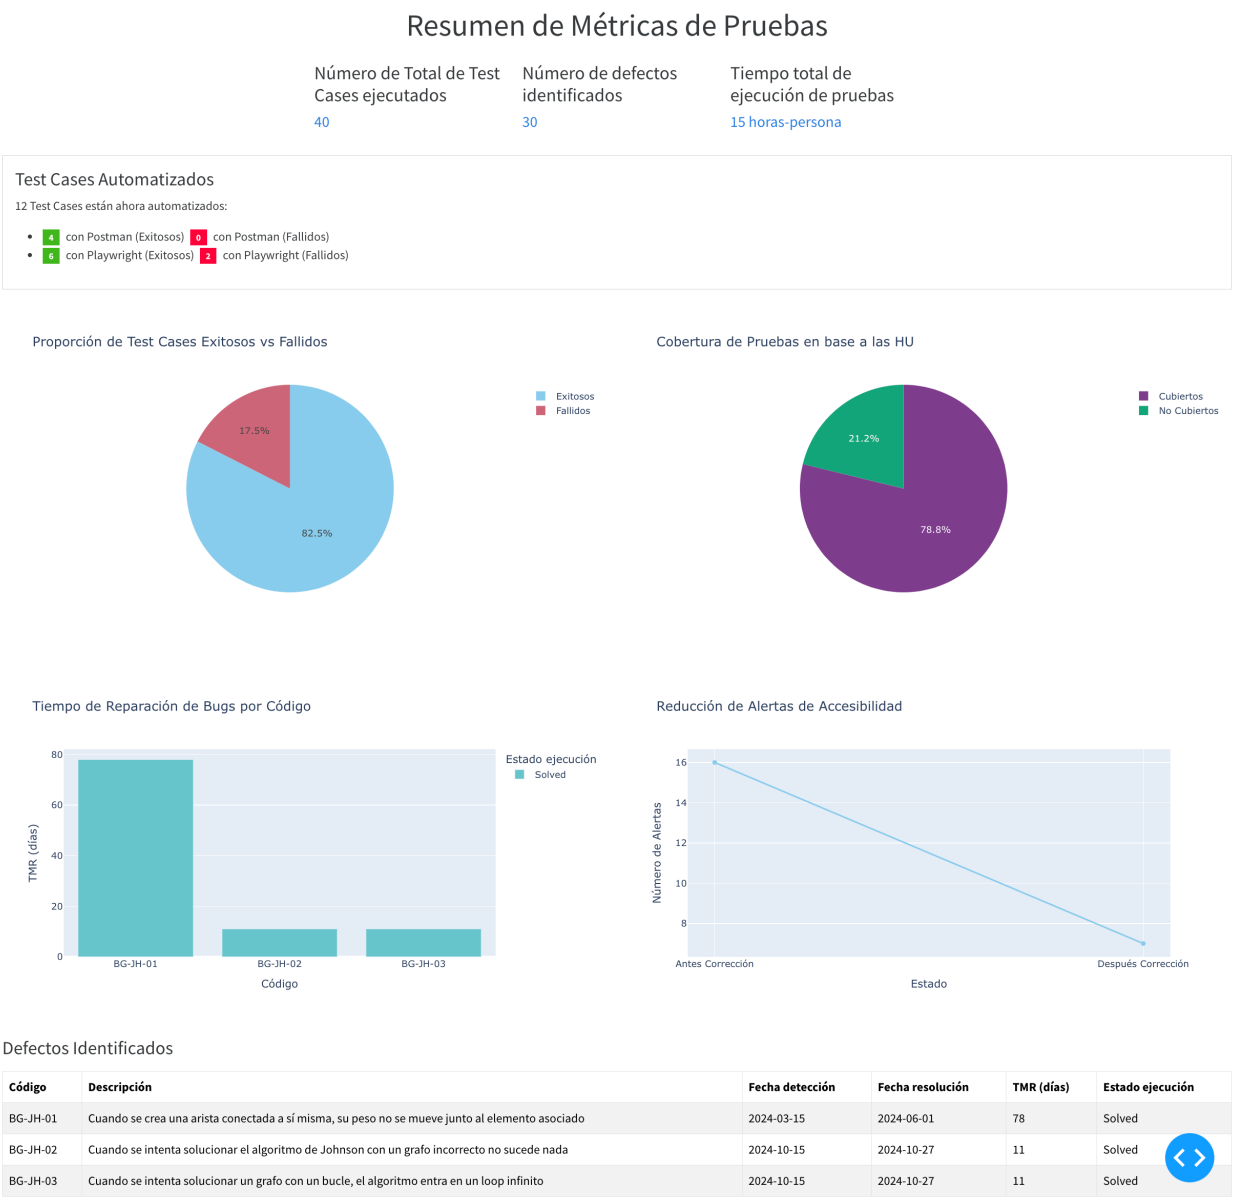 Resumen de Métricas de Pruebas
Número de Total de Test
Cases ejecutados
40
Número de defectos
identificados
30
Tiempo total de
ejecución de pruebas
15 horas-persona
Test Cases Automatizados
12 Test Cases están ahora automatizados:
4 con Postman (Exitosos) 0 con Postman (Fallidos)
6 con Playwright (Exitosos) 2 con Playwright (Fallidos)
Proporción de Test Cases Exitosos vs Fallidos
17.5%
82.5%
Exitosos
Fallidos
Cobertura de Pruebas en base a las HU
21.2%
78.8%
Cubiertos
No Cubiertos
Tiempo de Reparación de Bugs por Código
TMR (días)
80
60
40
20
0
BG-JH-01 BG-JH-02 BG-JH-03
Código
Estado ejecución
Solved
Reducción de Alertas de Accesibilidad
Número de Alertas
16
14
12
10
8
Antes Corrección Después Corrección
Estado
Defectos Identificados
Código Descripción Fecha detección Fecha resolución TMR (días) Estado ejecución
BG-JH-01 Cuando se crea una arista conectada a sí misma, su peso no se mueve junto al elemento asociado 2024-03-15 2024-06-01 78 Solved
BG-JH-02 Cuando se intenta solucionar el algoritmo de Johnson con un grafo incorrecto no sucede nada 2024-10-15 2024-10-27 11 Solved
BG-JH-03 Cuando se intenta solucionar un grafo con un bucle, el algoritmo entra en un loop infinito 2024-10-15 2024-10-27 11 Solved